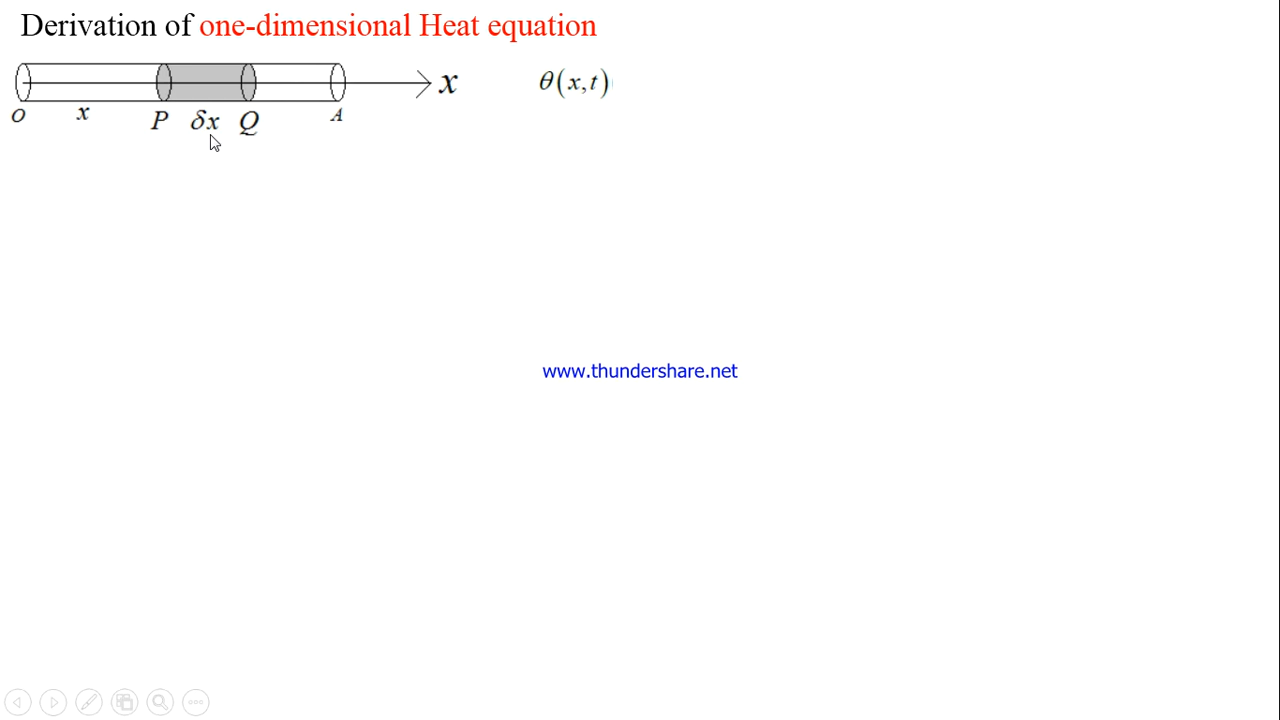 Derivation of one-dimensional Heat equation
x θ(x,t)
O x P δx Q A
www.thundershare.net